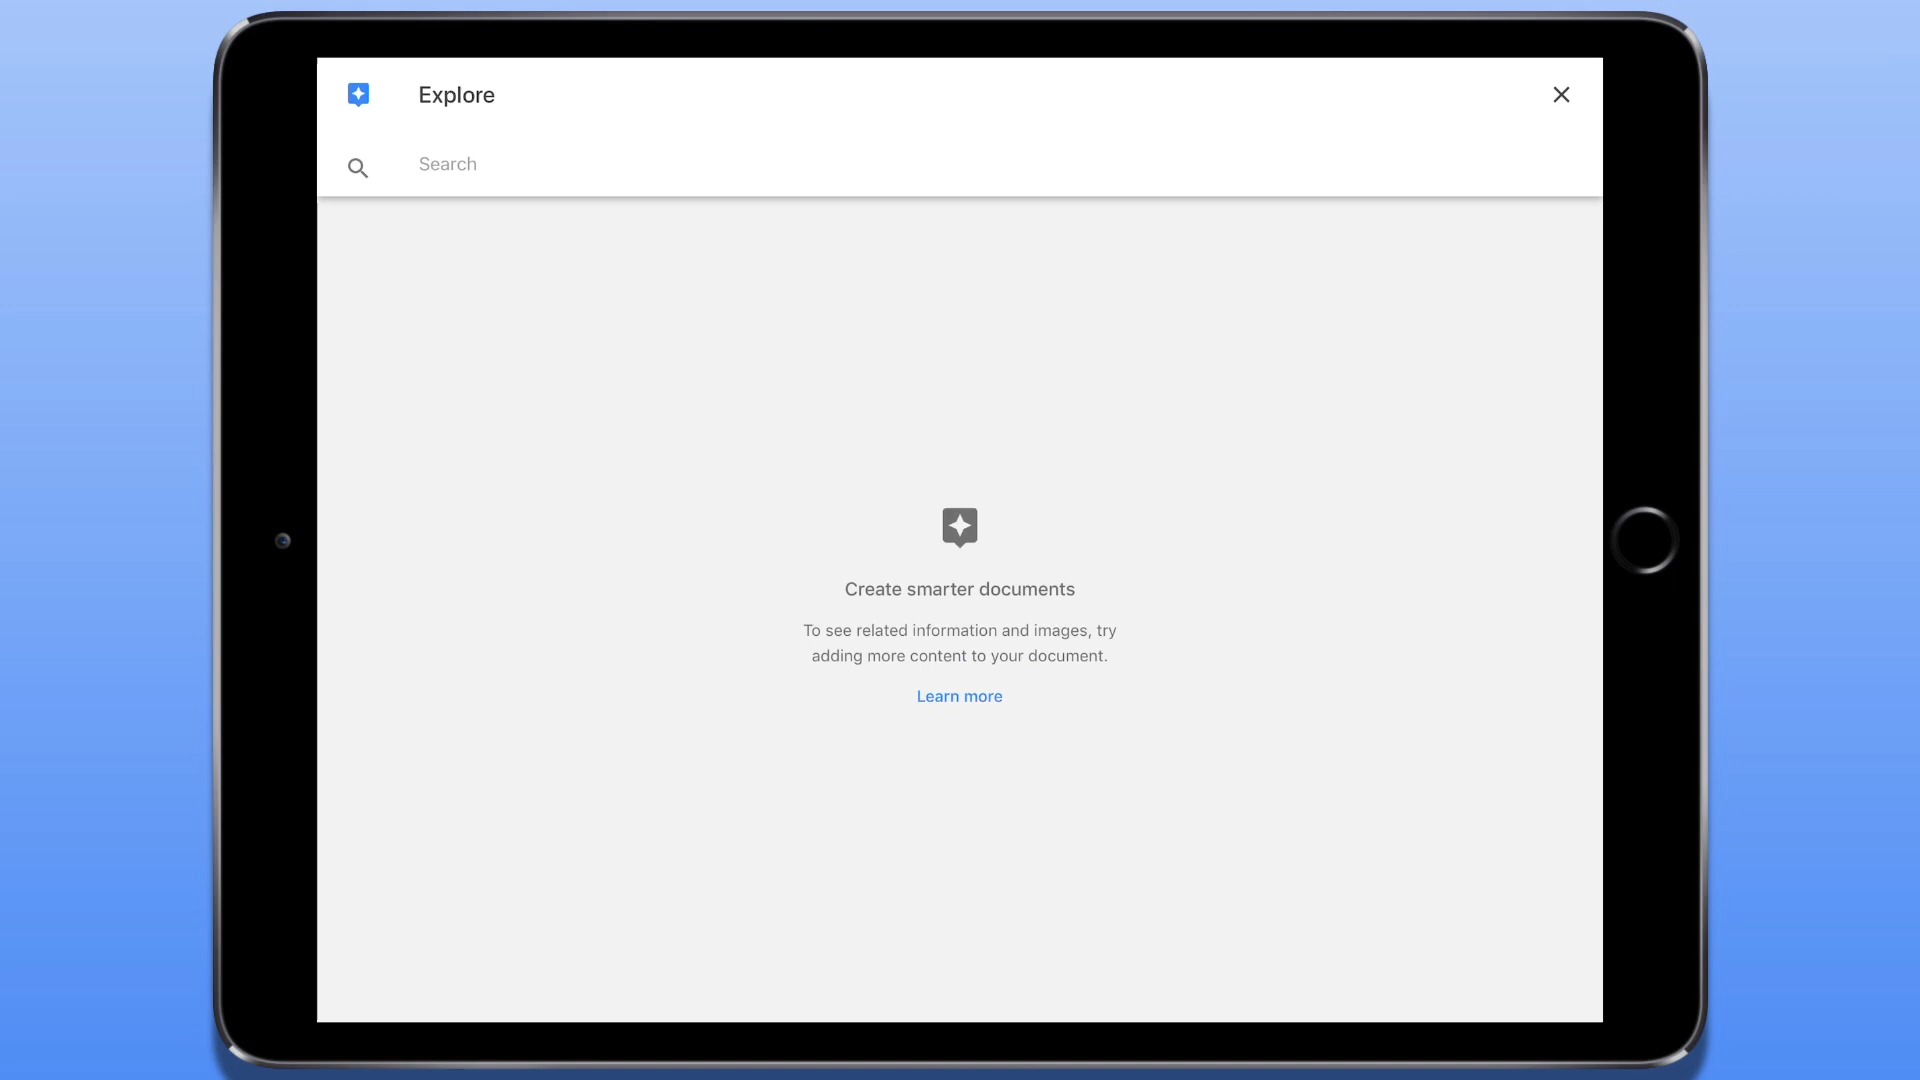 Explore
Search
Create smarter documents
To see related information and images, try
adding more content to your document.
Learn more